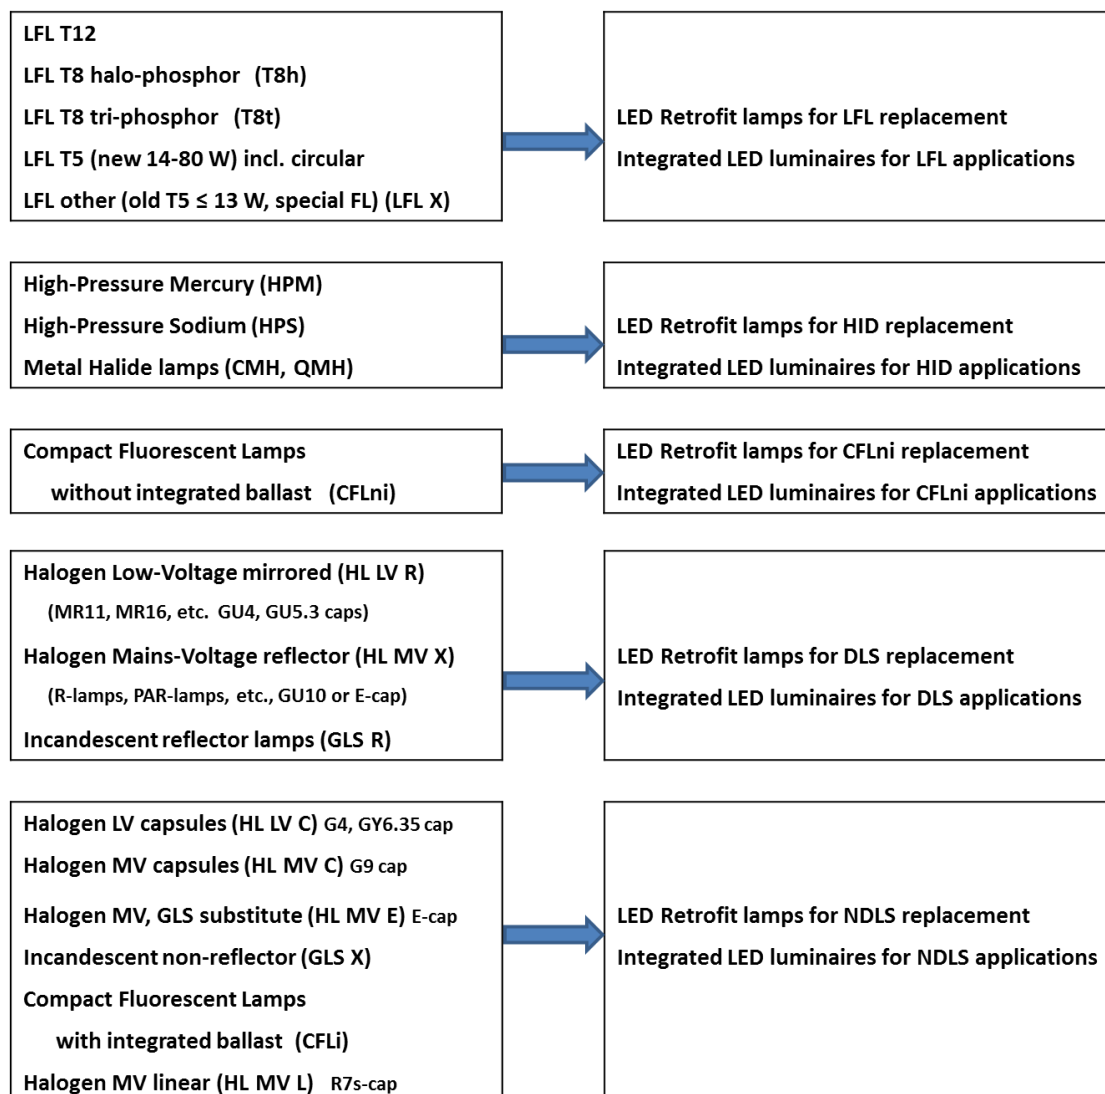 LFL T12
LFL T8 halo-phosphor (T8h)
LFL T8 tri-phosphor (T8t)
LFL T5 (new 14-80 W) incl. circular
LFL other (old T5 ≤ 13 W, special FL) (LFL X)
LED Retrofit lamps for LFL replacement
Integrated LED luminaires for LFL applications
High-Pressure Mercury (HPM)
High-Pressure Sodium (HPS)
Metal Halide lamps (CMH, QMH)
LED Retrofit lamps for HID replacement
Integrated LED luminaires for HID applications
Compact Fluorescent Lamps
without integrated ballast (CFLni)
LED Retrofit lamps for CFLni replacement
Integrated LED luminaires for CFLni applications
Halogen Low-Voltage mirrored (HL LV R)
(MR11, MR16, etc. GU4, GU5.3 caps)
Halogen Mains-Voltage reflector (HL MV X)
(R-lamps, PAR-lamps, etc., GU10 or E-cap)
Incandescent reflector lamps (GLS R)
LED Retrofit lamps for DLS replacement
Integrated LED luminaires for DLS applications
Halogen LV capsules (HL LV C) G4, GY6.35 cap
Halogen MV capsules (HL MV C) G9 cap
Halogen MV, GLS substitute (HL MV E) E-cap
Incandescent non-reflector (GLS X)
Compact Fluorescent Lamps
with integrated ballast (CFLi)
Halogen MV linear (HL MV L) R7s-cap
LED Retrofit lamps for NDLS replacement
Integrated LED luminaires for NDLS applications